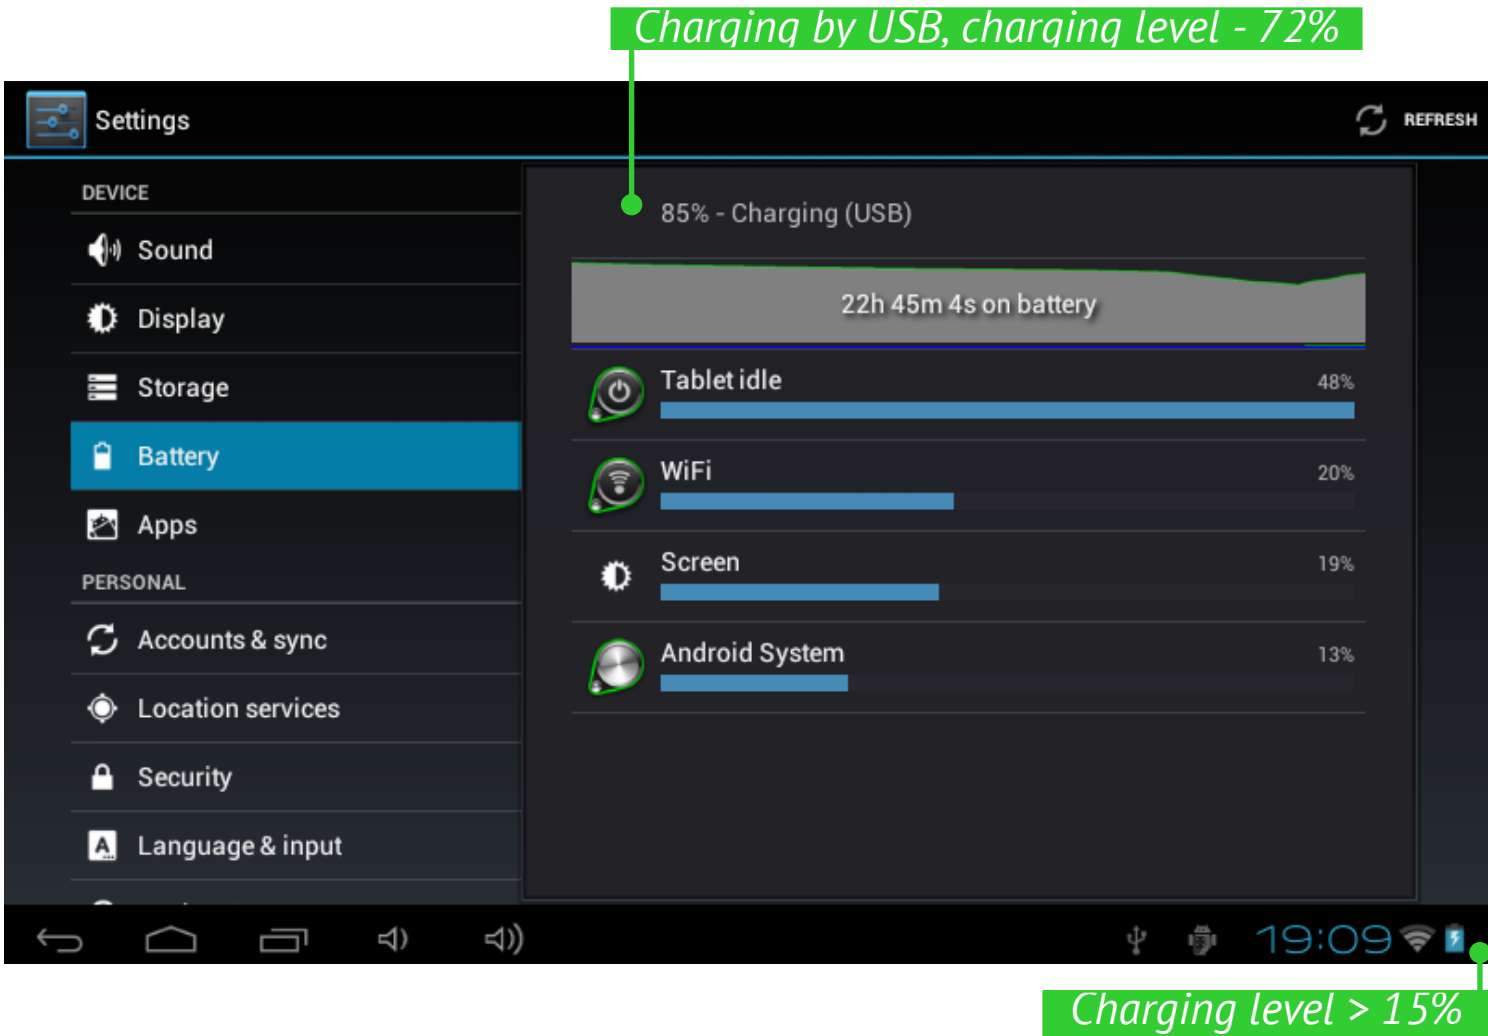 Charging by USB, charging level - 72%
Settings
REFRESH
DEVICE
Sound
Display
Storage
Battery
Apps
PERSONAL
Accounts & sync
Location services
Security
Language & input
85% - Charging (USB)
22h 45m 4s on battery
Tablet idle 48%
WiFi 20%
Screen 19%
Android System 13%
19:09
Charging level > 15%